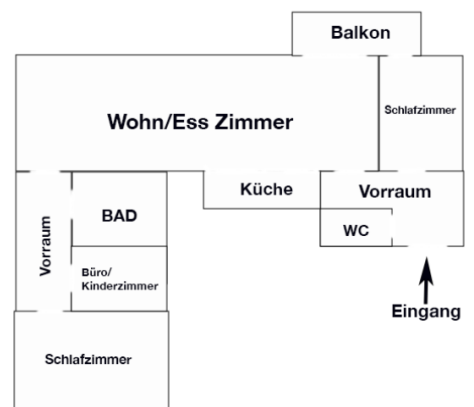 Balkon
Wohn/Ess Zimmer
Schlafzimmer
Küche
Vorraum
BAD
WC
Vorraum
Büro/
Kinderzimmer
Eingang
Schlafzimmer